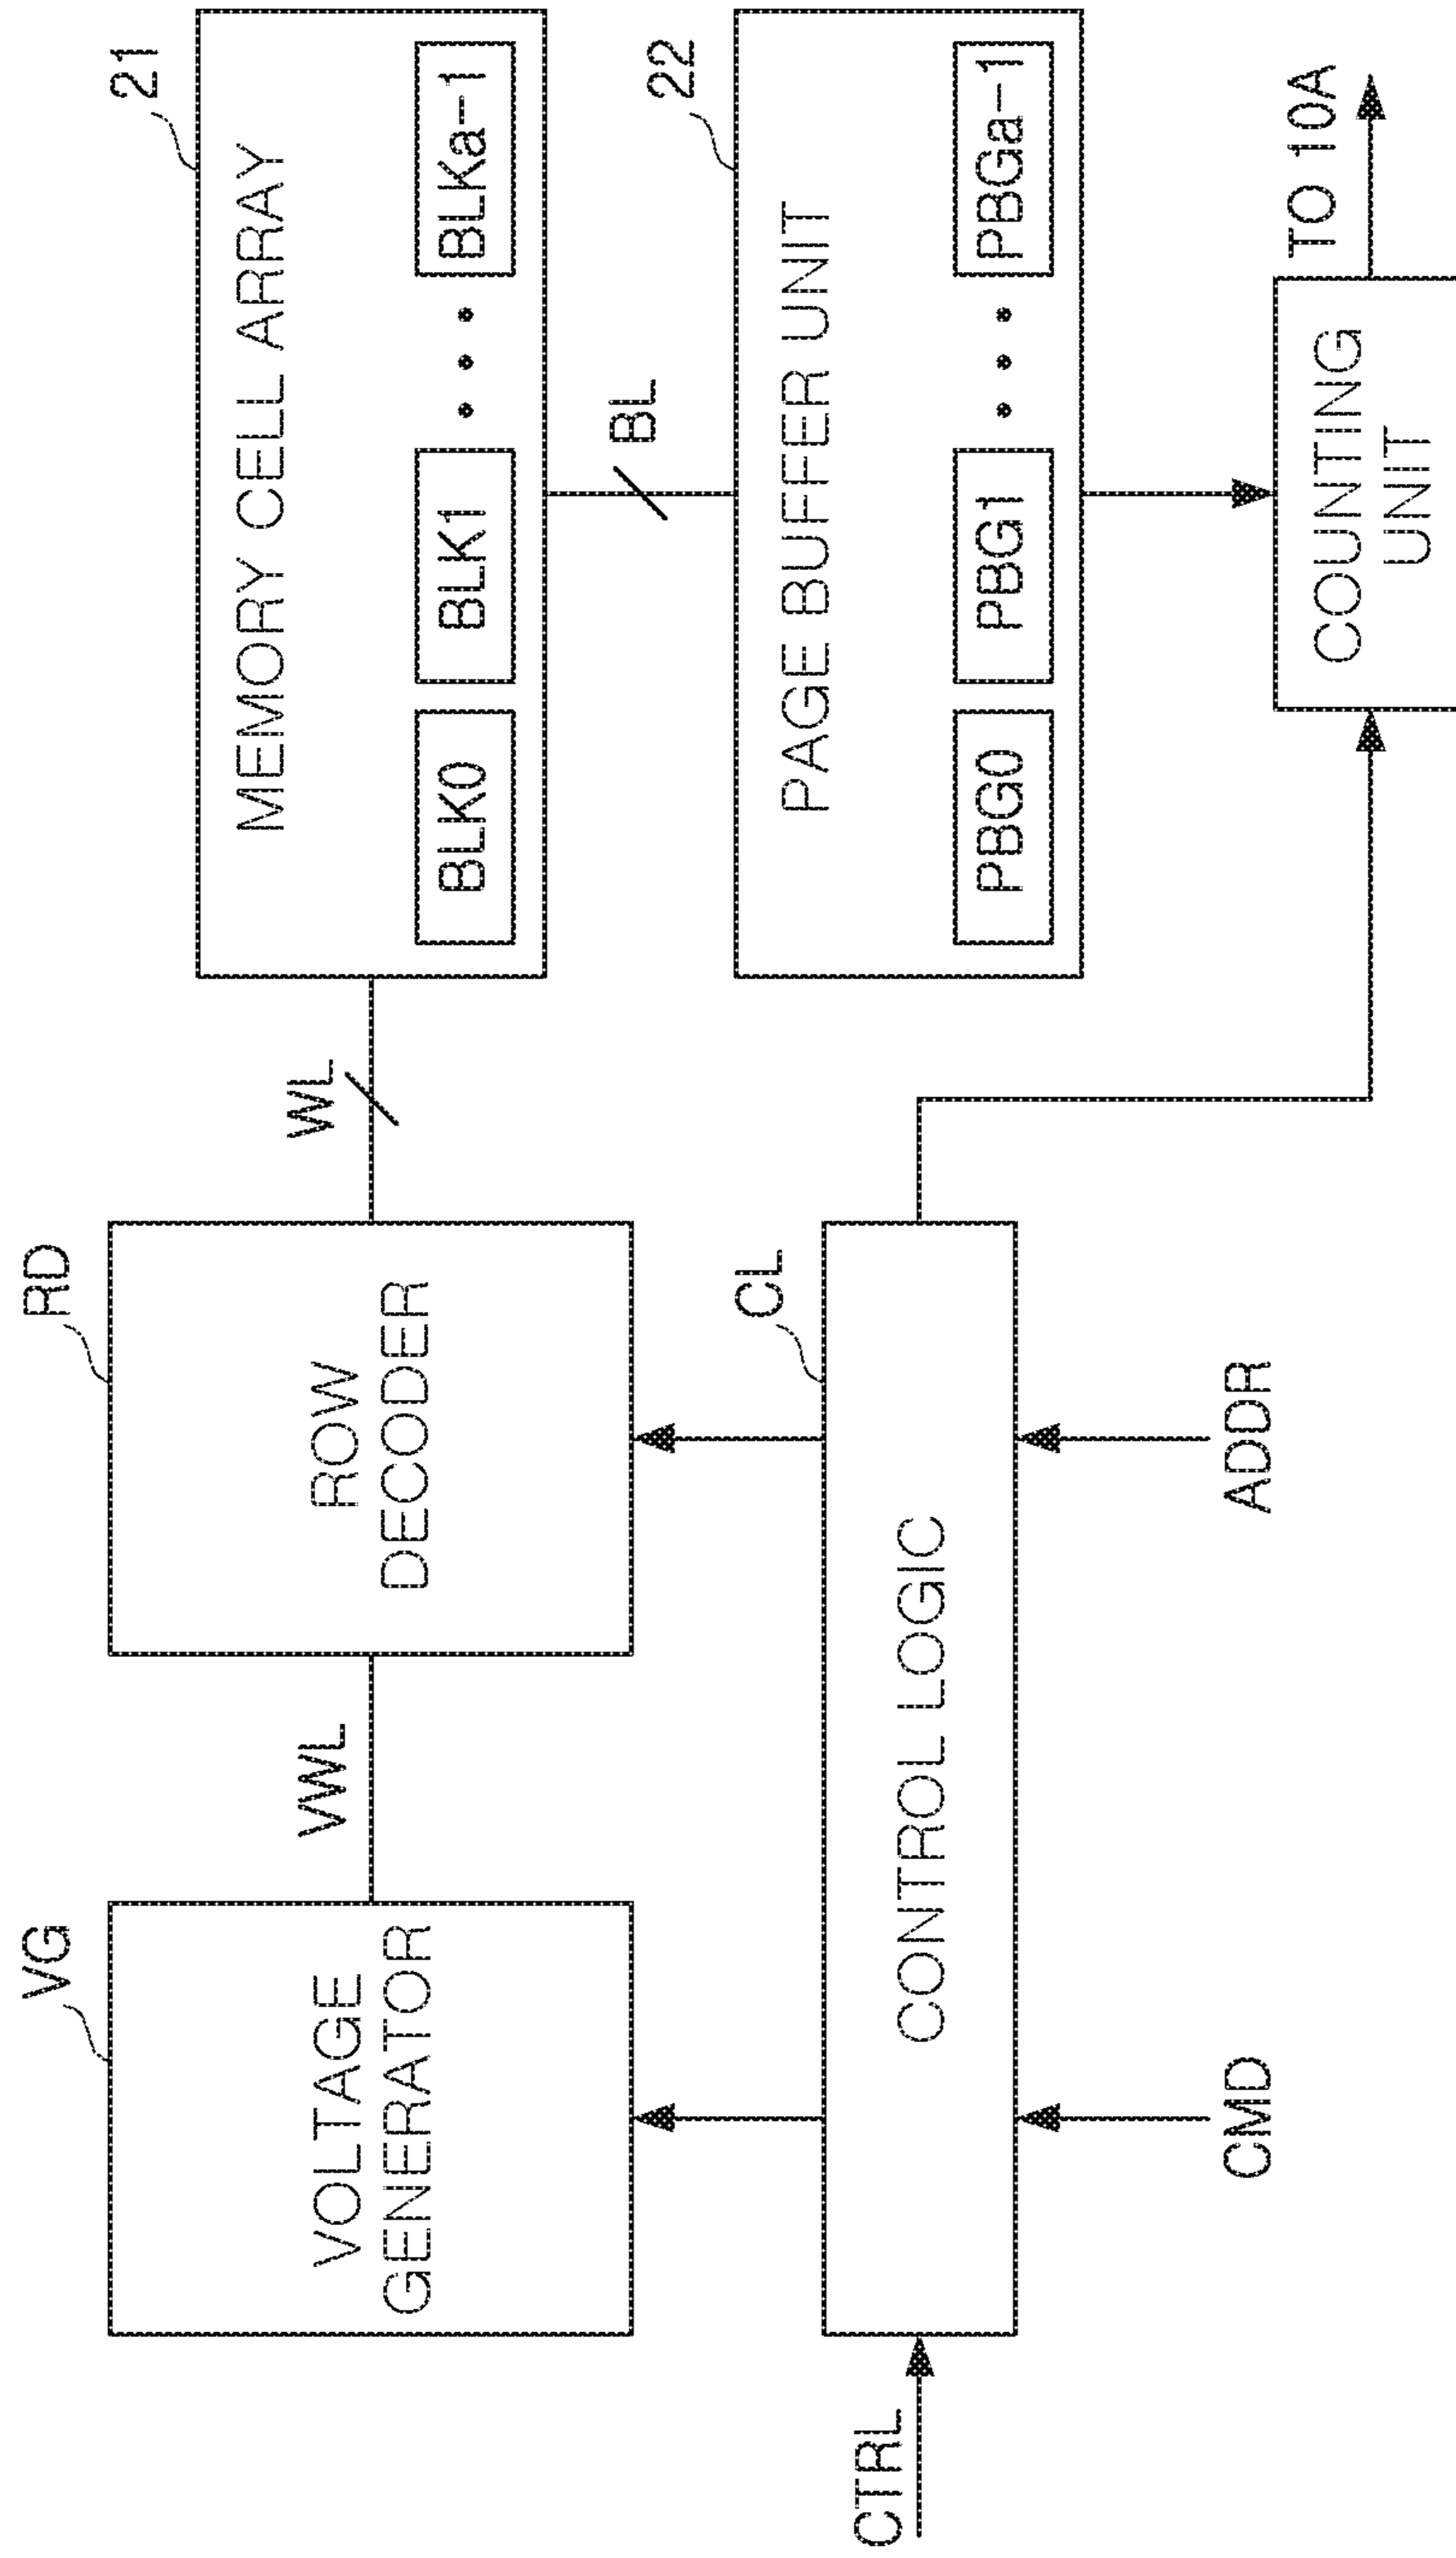 VG
VOLTAGE
GENERATOR
VWL
RD
ROW
DECODER
WL
21
MEMORY CELL ARRAY
BLK0
BLK1
• • •
BLKa-1
BL
22
PAGE BUFFER UNIT
PBG0
PBG1
• • •
PBGa-1
CTRL
CL
CONTROL LOGIC
CMD
ADDR
COUNTING
UNIT
TO 10A